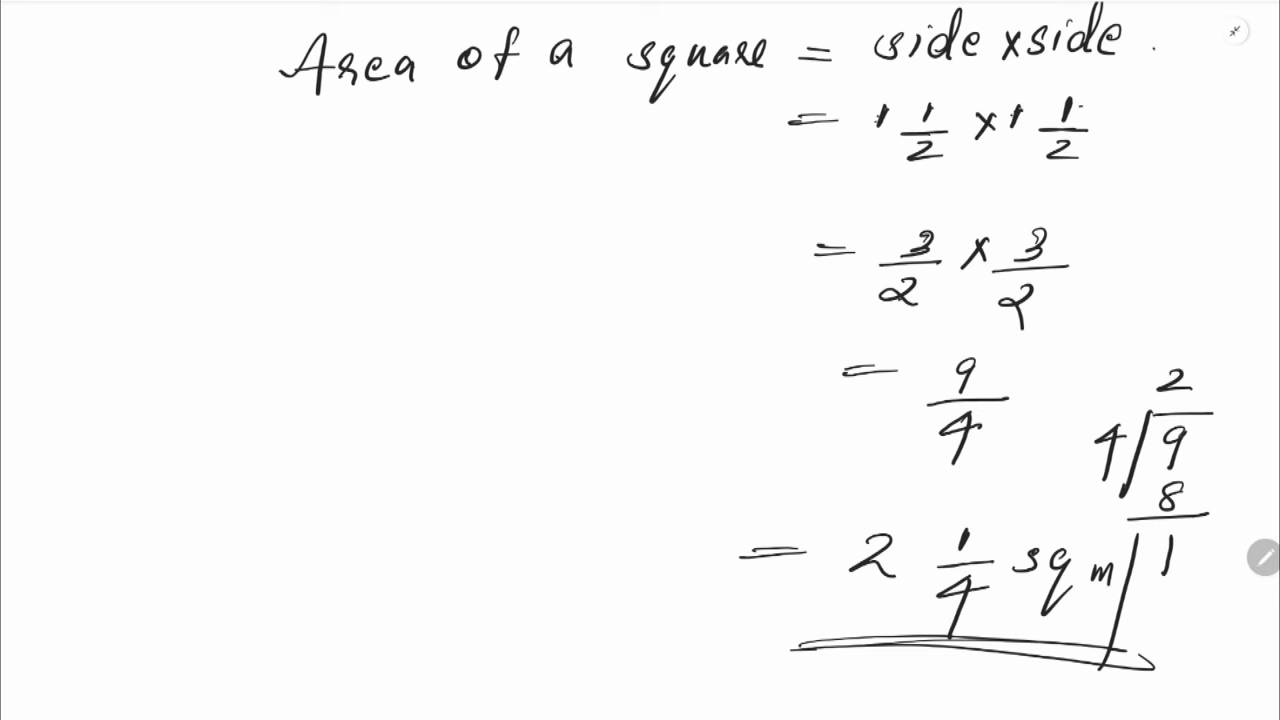 Area of a square = side × side.
= 1 1/2 × 1 1/2
= 3/2 × 3/2
= 9/4
2
4√9
8
1
= 2 1/4 sq m